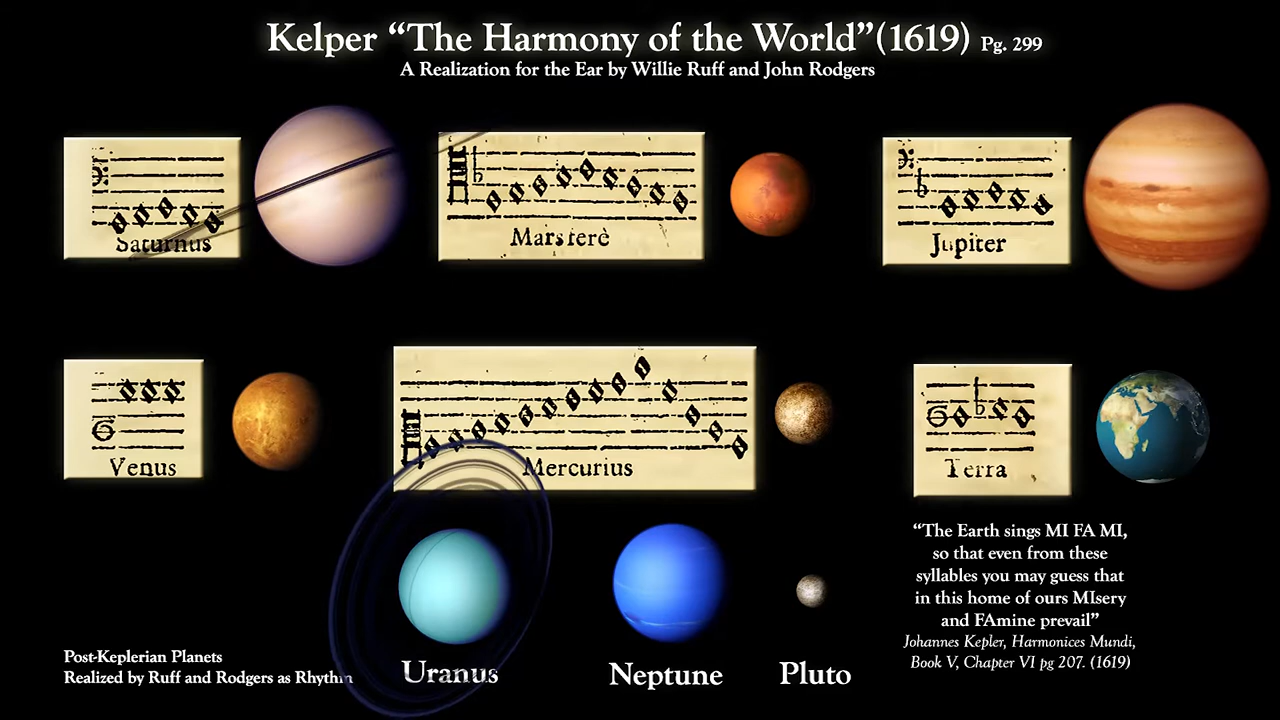 Kelper “The Harmony of the World”(1619) Pg. 299
A Realization for the Ear by Willie Ruff and John Rodgers
Saturnus
Mars ferè
Jupiter
Venus
Mercurius
Terra
“The Earth sings MI FA MI,
so that even from these
syllables you may guess that
in this home of ours MIsery
and FAmine prevail”
Johannes Kepler, Harmonices Mundi,
Book V, Chapter VI pg 207. (1619)
Post-Keplerian Planets
Realized by Ruff and Rodgers as Rhythm
Uranus
Neptune
Pluto